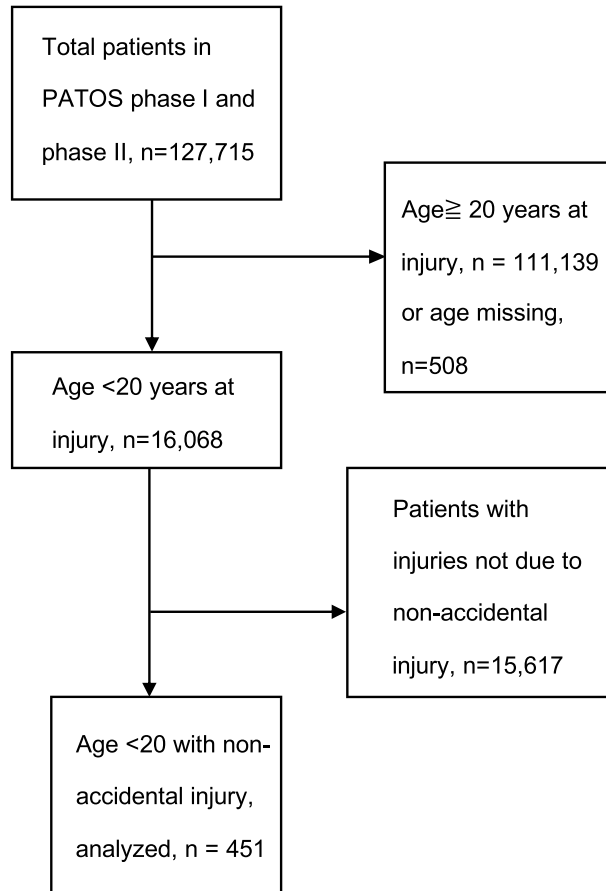 Total patients in
PATOS phase I and
phase II, n=127,715
Age≧ 20 years at
injury, n = 111,139
or age missing,
n=508
Age <20 years at
injury, n=16,068
Patients with
injuries not due to
non-accidental
injury, n=15,617
Age <20 with non-
accidental injury,
analyzed, n = 451